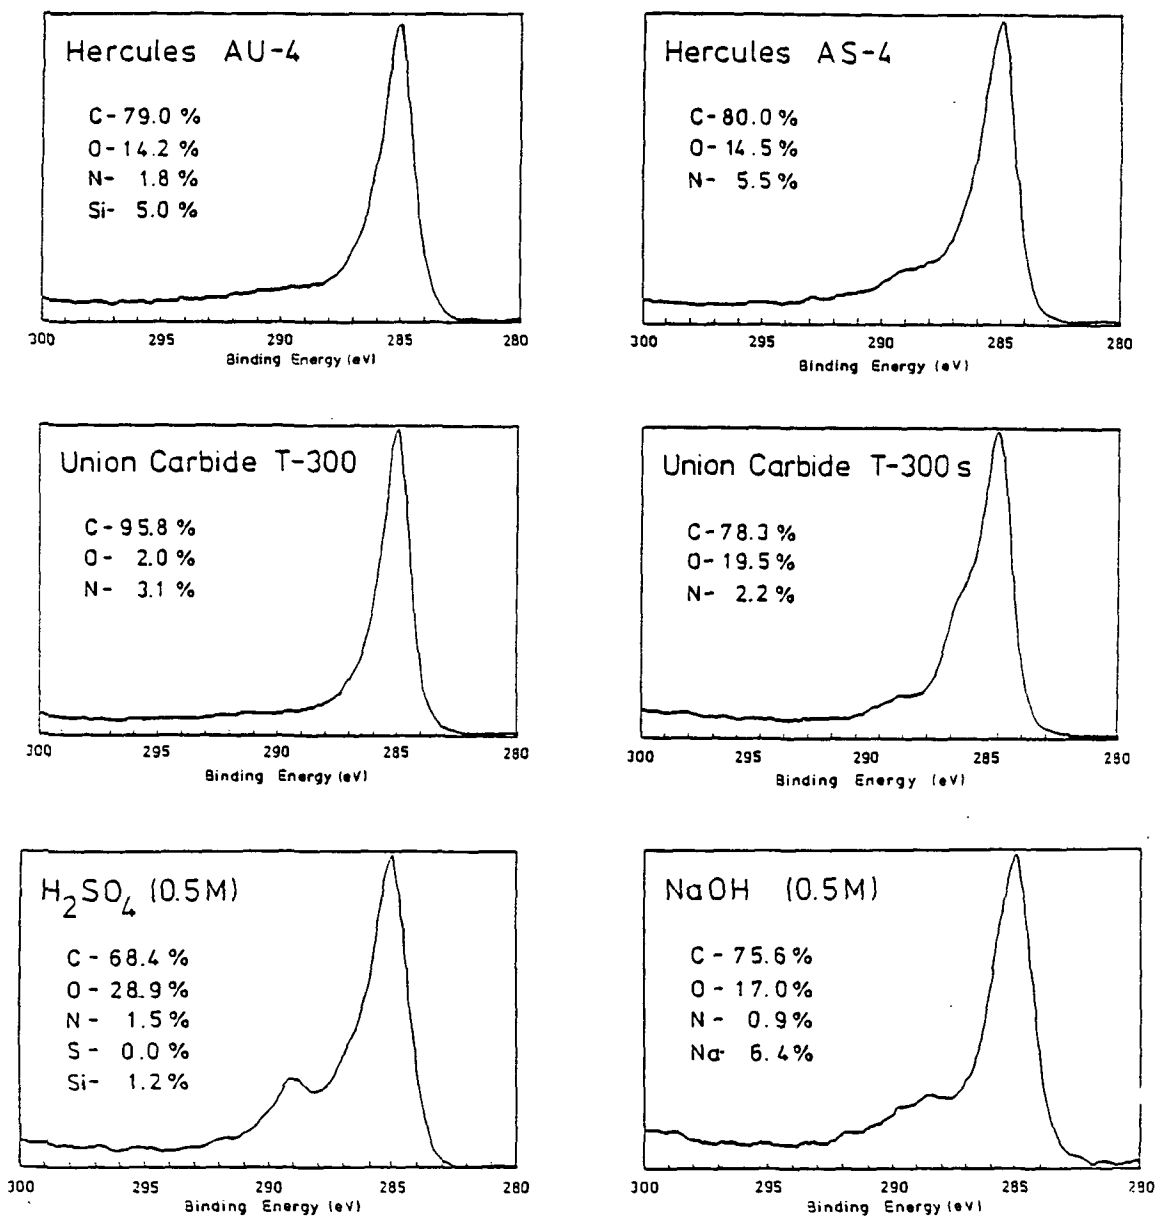 Hercules AU-4
C-79.0 %
O-14.2 %
N- 1.8 %
Si- 5.0 %
300 295 290 285 280
Binding Energy (eV)
Hercules AS-4
C-80.0 %
O-14.5 %
N- 5.5 %
300 295 290 285 280
Binding Energy (eV)
Union Carbide T-300
C-95.8 %
O- 2.0 %
N- 3.1 %
300 295 290 285 280
Binding Energy (eV)
Union Carbide T-300 s
C-78.3 %
O-19.5 %
N- 2.2 %
300 295 290 285 280
Binding Energy (eV)
H2SO4 (0.5M)
C - 68.4 %
O - 28.9 %
N - 1.5 %
S - 0.0 %
Si- 1.2 %
300 295 290 285 280
Binding Energy (eV)
NaOH (0.5M)
C - 75.6 %
O - 17.0 %
N - 0.9 %
Na- 6.4 %
300 295 290 285 280
Binding Energy (eV)